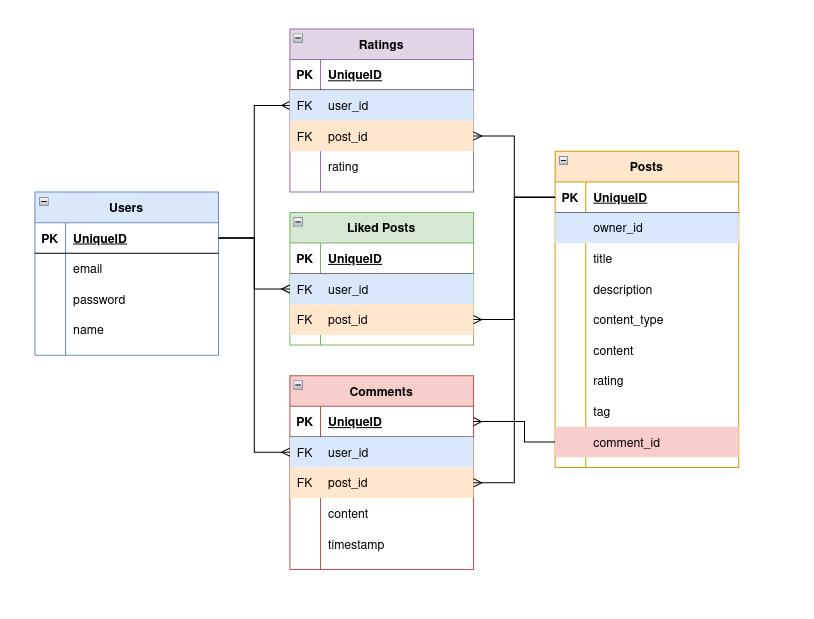 Users
PK UniqueID
email
password
name
Ratings
PK UniqueID
FK user_id
FK post_id
rating
Liked Posts
PK UniqueID
FK user_id
FK post_id
Comments
PK UniqueID
FK user_id
FK post_id
content
timestamp
Posts
PK UniqueID
owner_id
title
description
content_type
content
rating
tag
comment_id